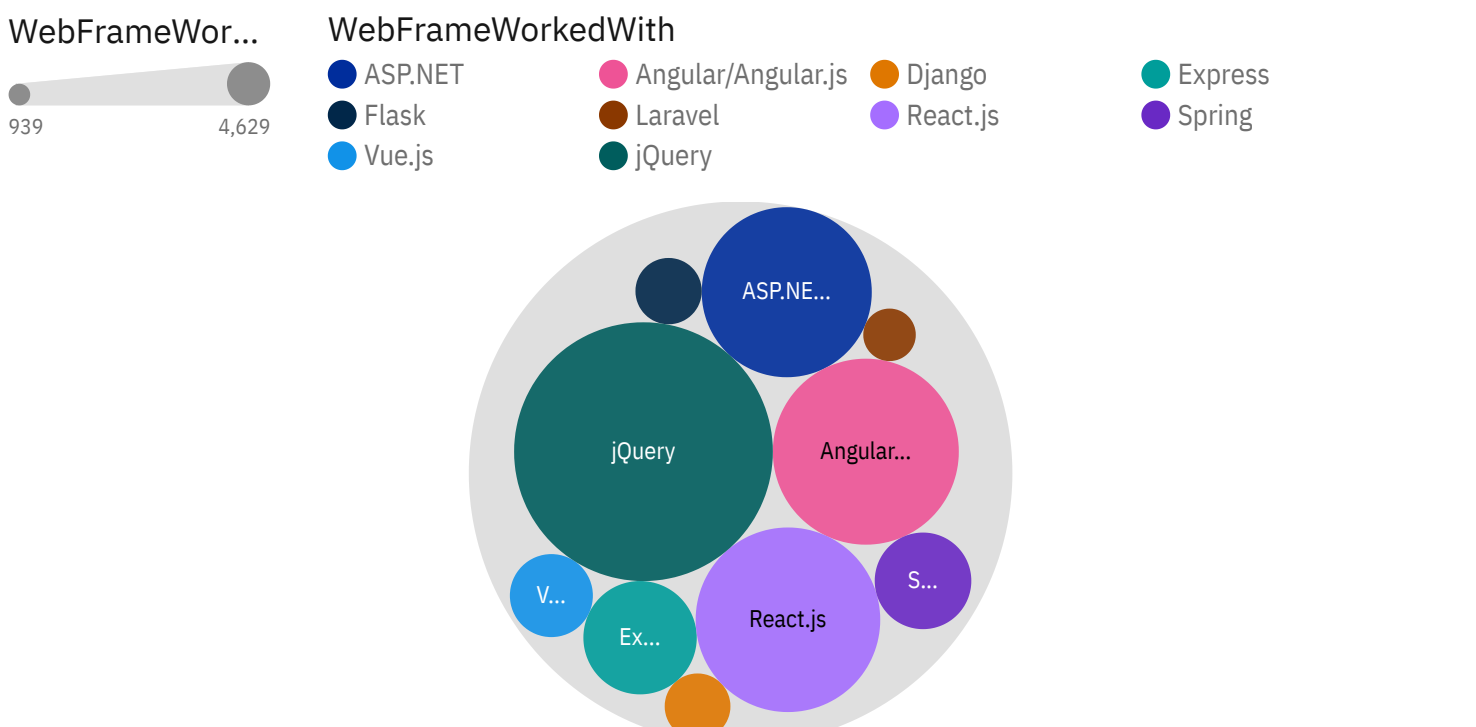 WebFrameWor...
939 4,629
WebFrameWorkedWith
ASP.NET Angular/Angular.js Django Express
Flask Laravel React.js Spring
Vue.js jQuery
ASP.NE...
jQuery Angular...
S...
V...
React.js
Ex...